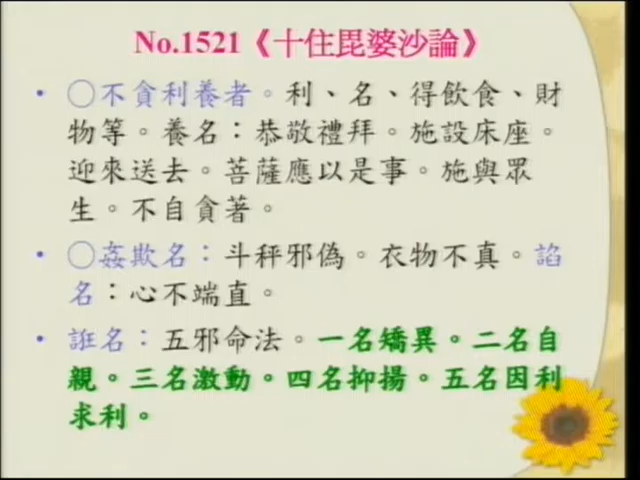 No.1521《十住毘婆沙論》
• ○不貪利養者。利、名、得飲食、財
物等。養名：恭敬禮拜。施設床座。
迎來送去。菩薩應以是事。施與眾
生。不自貪著。
• ○姦欺名：斗秤邪偽。衣物不真。諂
名：心不端直。
• 誑名：五邪命法。一名矯異。二名自
親。三名激動。四名抑揚。五名因利
求利。